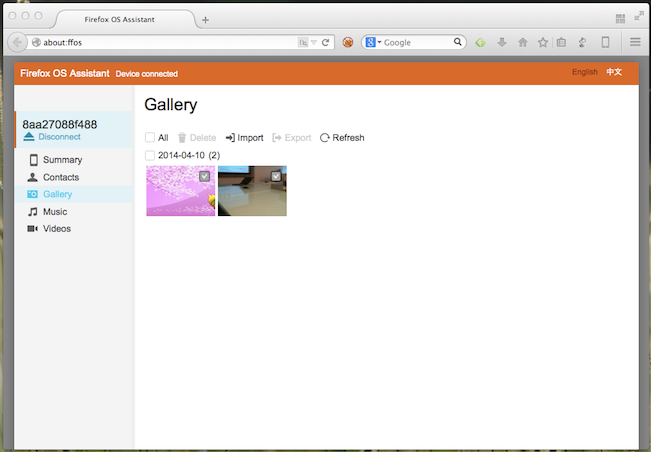 Firefox OS Assistant
about:ffos
Google
Firefox OS Assistant Device connected English 中文
8aa27088f488
Disconnect
Summary
Contacts
Gallery
Music
Videos
Gallery
All Delete Import Export Refresh
2014-04-10 (2)